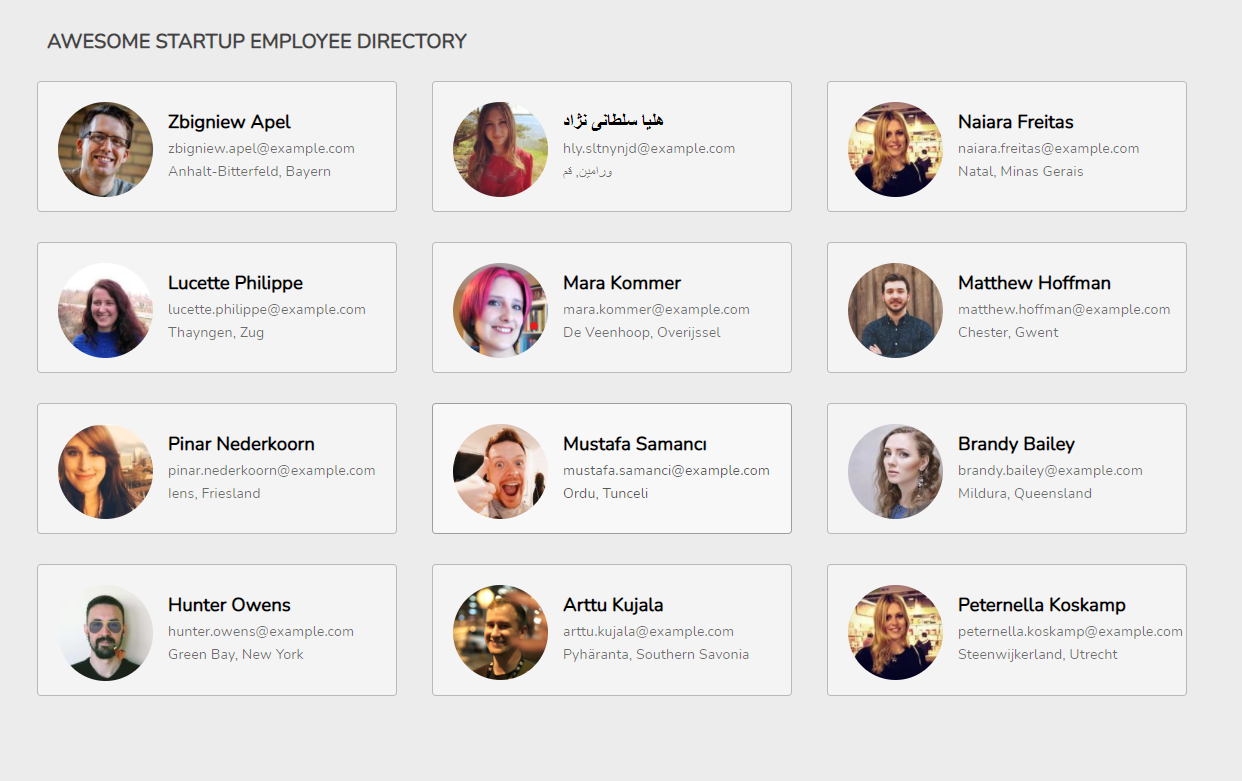 AWESOME STARTUP EMPLOYEE DIRECTORY
Zbigniew Apel
zbigniew.apel@example.com
Anhalt-Bitterfeld, Bayern
هلیا سلطانی نژاد
hly.sltnynjd@example.com
ورامین, قم
Naiara Freitas
naiara.freitas@example.com
Natal, Minas Gerais
Lucette Philippe
lucette.philippe@example.com
Thayngen, Zug
Mara Kommer
mara.kommer@example.com
De Veenhoop, Overijssel
Matthew Hoffman
matthew.hoffman@example.com
Chester, Gwent
Pinar Nederkoorn
pinar.nederkoorn@example.com
Iens, Friesland
Mustafa Samancı
mustafa.samanci@example.com
Ordu, Tunceli
Brandy Bailey
brandy.bailey@example.com
Mildura, Queensland
Hunter Owens
hunter.owens@example.com
Green Bay, New York
Arttu Kujala
arttu.kujala@example.com
Pyhäranta, Southern Savonia
Peternella Koskamp
peternella.koskamp@example.com
Steenwijkerland, Utrecht